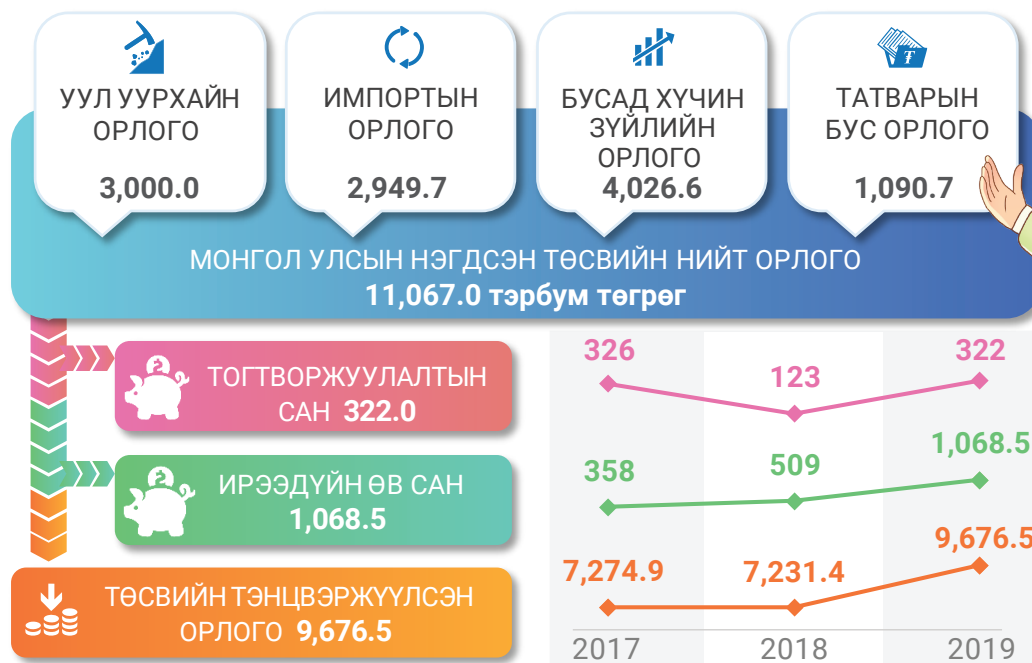 УУЛ УУРХАЙН
ОРЛОГО
3,000.0
ИМПОРТЫН
ОРЛОГО
2,949.7
БУСАД ХҮЧИН
ЗҮЙЛИЙН
ОРЛОГО
4,026.6
₮
ТАТВАРЫН
БУС ОРЛОГО
1,090.7
МОНГОЛ УЛСЫН НЭГДСЭН ТӨСВИЙН НИЙТ ОРЛОГО
11,067.0 тэрбум төгрөг
ТОГТВОРЖУУЛАЛТЫН
САН 322.0
ИРЭЭДҮЙН ӨВ САН
1,068.5
ТӨСВИЙН ТЭНЦВЭРЖҮҮЛСЭН
ОРЛОГО 9,676.5
326 123 322
358 509 1,068.5
7,274.9 7,231.4 9,676.5
2017 2018 2019